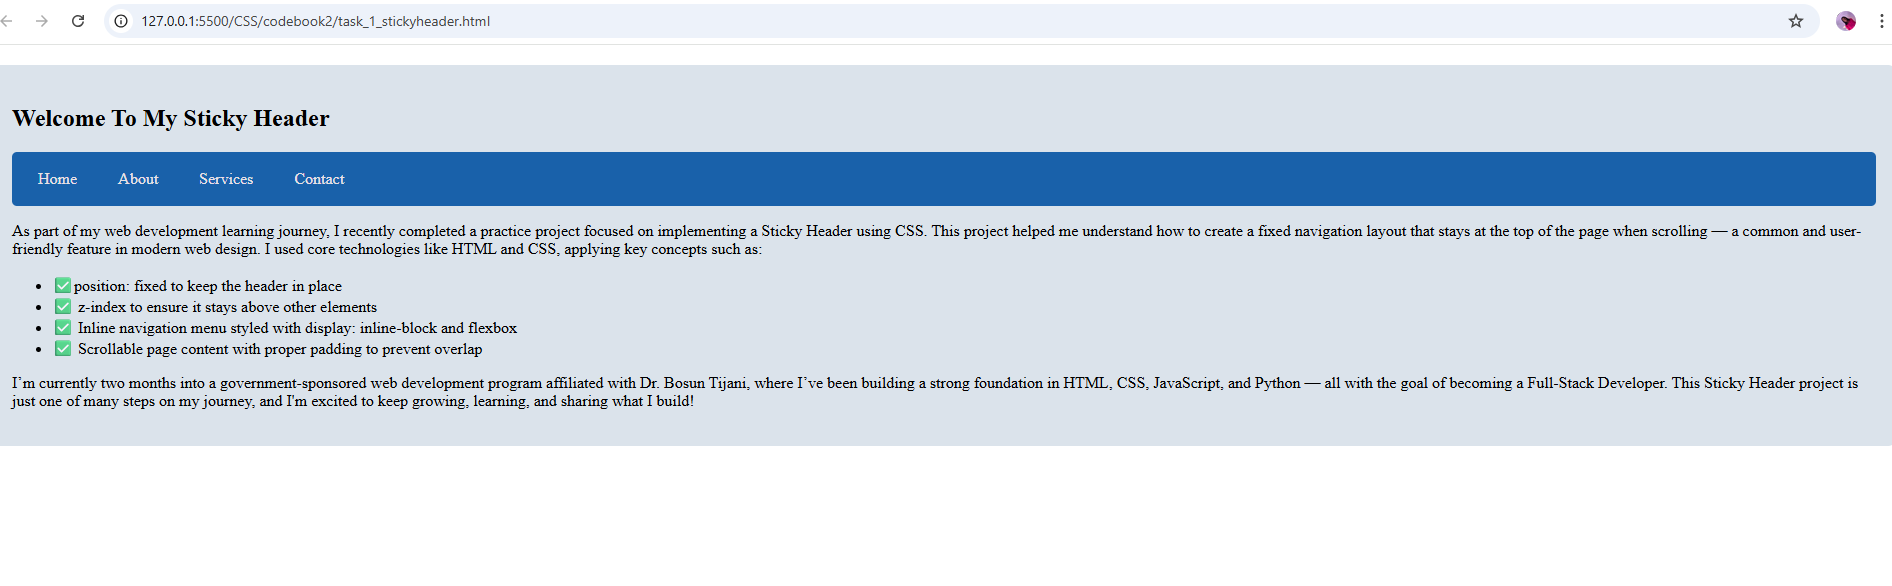 127.0.0.1:5500/CSS/codebook2/task_1_stickyheader.html
Welcome To My Sticky Header
Home About Services Contact
As part of my web development learning journey, I recently completed a practice project focused on implementing a Sticky Header using CSS. This project helped me understand how to create a fixed navigation layout that stays at the top of the page when scrolling — a common and user-
friendly feature in modern web design. I used core technologies like HTML and CSS, applying key concepts such as:
• ✅ position: fixed to keep the header in place
• ✅ z-index to ensure it stays above other elements
• ✅ Inline navigation menu styled with display: inline-block and flexbox
• ✅ Scrollable page content with proper padding to prevent overlap
I’m currently two months into a government-sponsored web development program affiliated with Dr. Bosun Tijani, where I’ve been building a strong foundation in HTML, CSS, JavaScript, and Python — all with the goal of becoming a Full-Stack Developer. This Sticky Header project is
just one of many steps on my journey, and I'm excited to keep growing, learning, and sharing what I build!